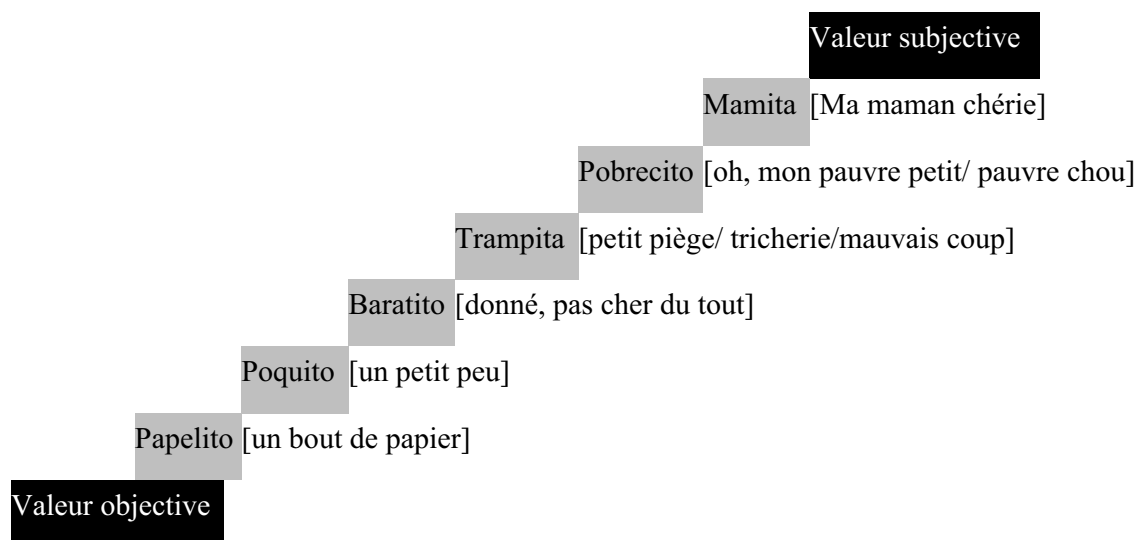 Valeur subjective
Mamita [Ma maman chérie]
Pobrecito [oh, mon pauvre petit/ pauvre chou]
Trampita [petit piège/ tricherie/mauvais coup]
Baratito [donné, pas cher du tout]
Poquito [un petit peu]
Papelito [un bout de papier]
Valeur objective